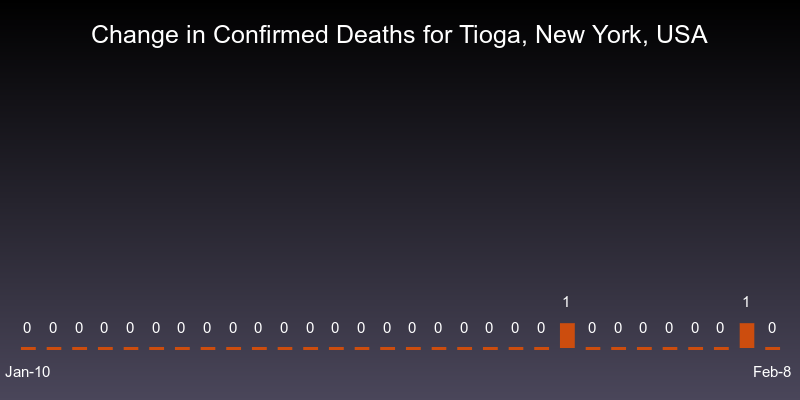 Change in Confirmed Deaths for Tioga, New York, USA
1 1
0 0 0 0 0 0 0 0 0 0 0 0 0 0 0 0 0 0 0 0 0 0 0 0 0 0 0 0
Jan-10 Feb-8